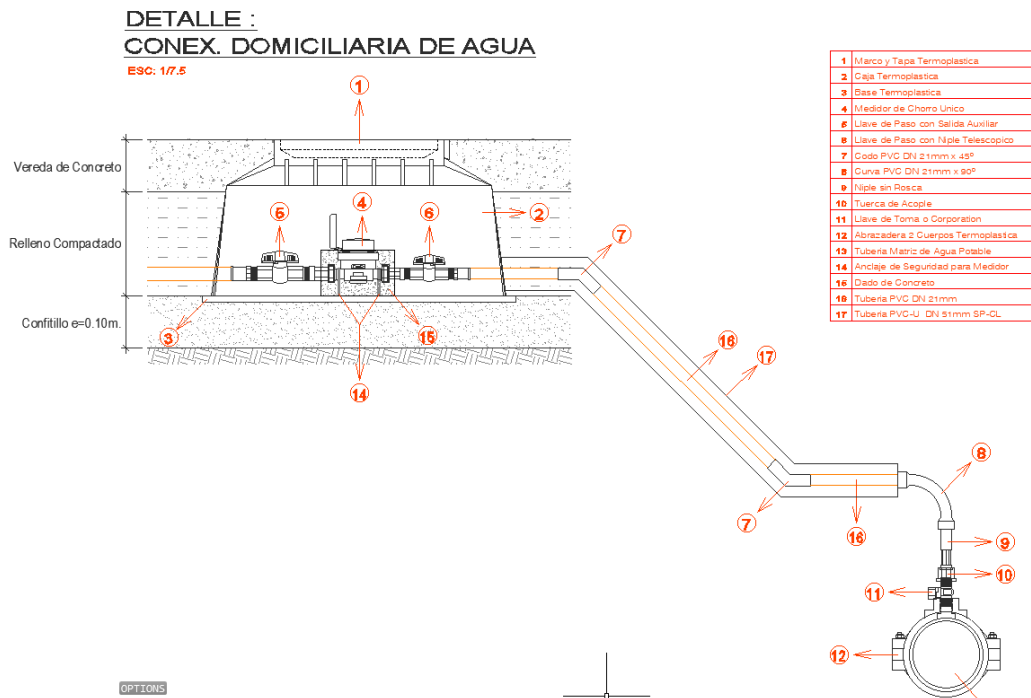 DETALLE :
CONEX. DOMICILIARIA DE AGUA
ESC: 1/7.5
1
Vereda de Concreto
Relleno Compactado
Confitillo e=0.10m.
5
4
6
2
7
3
15
14
16
17
7
16
8
9
10
11
12
1 Marco y Tapa Termoplastica
2 Caja Termoplastica
3 Base Termoplastica
4 Medidor de Chorro Unico
5 Llave de Paso con Salida Auxiliar
6 Llave de Paso con Niple Telescopico
7 Codo PVC DN 21mm x 45º
8 Curva PVC DN 21mm x 90º
9 Niple sin Rosca
10 Tuerca de Acople
11 Llave de Toma o Corporation
12 Abrazadera 2 Cuerpos Termoplastica
13 Tuberia Matriz de Agua Potable
14 Anclaje de Seguridad para Medidor
15 Dado de Concreto
16 Tuberia PVC DN 21mm
17 Tuberia PVC-U DN 51mm SP-CL
OPTIONS